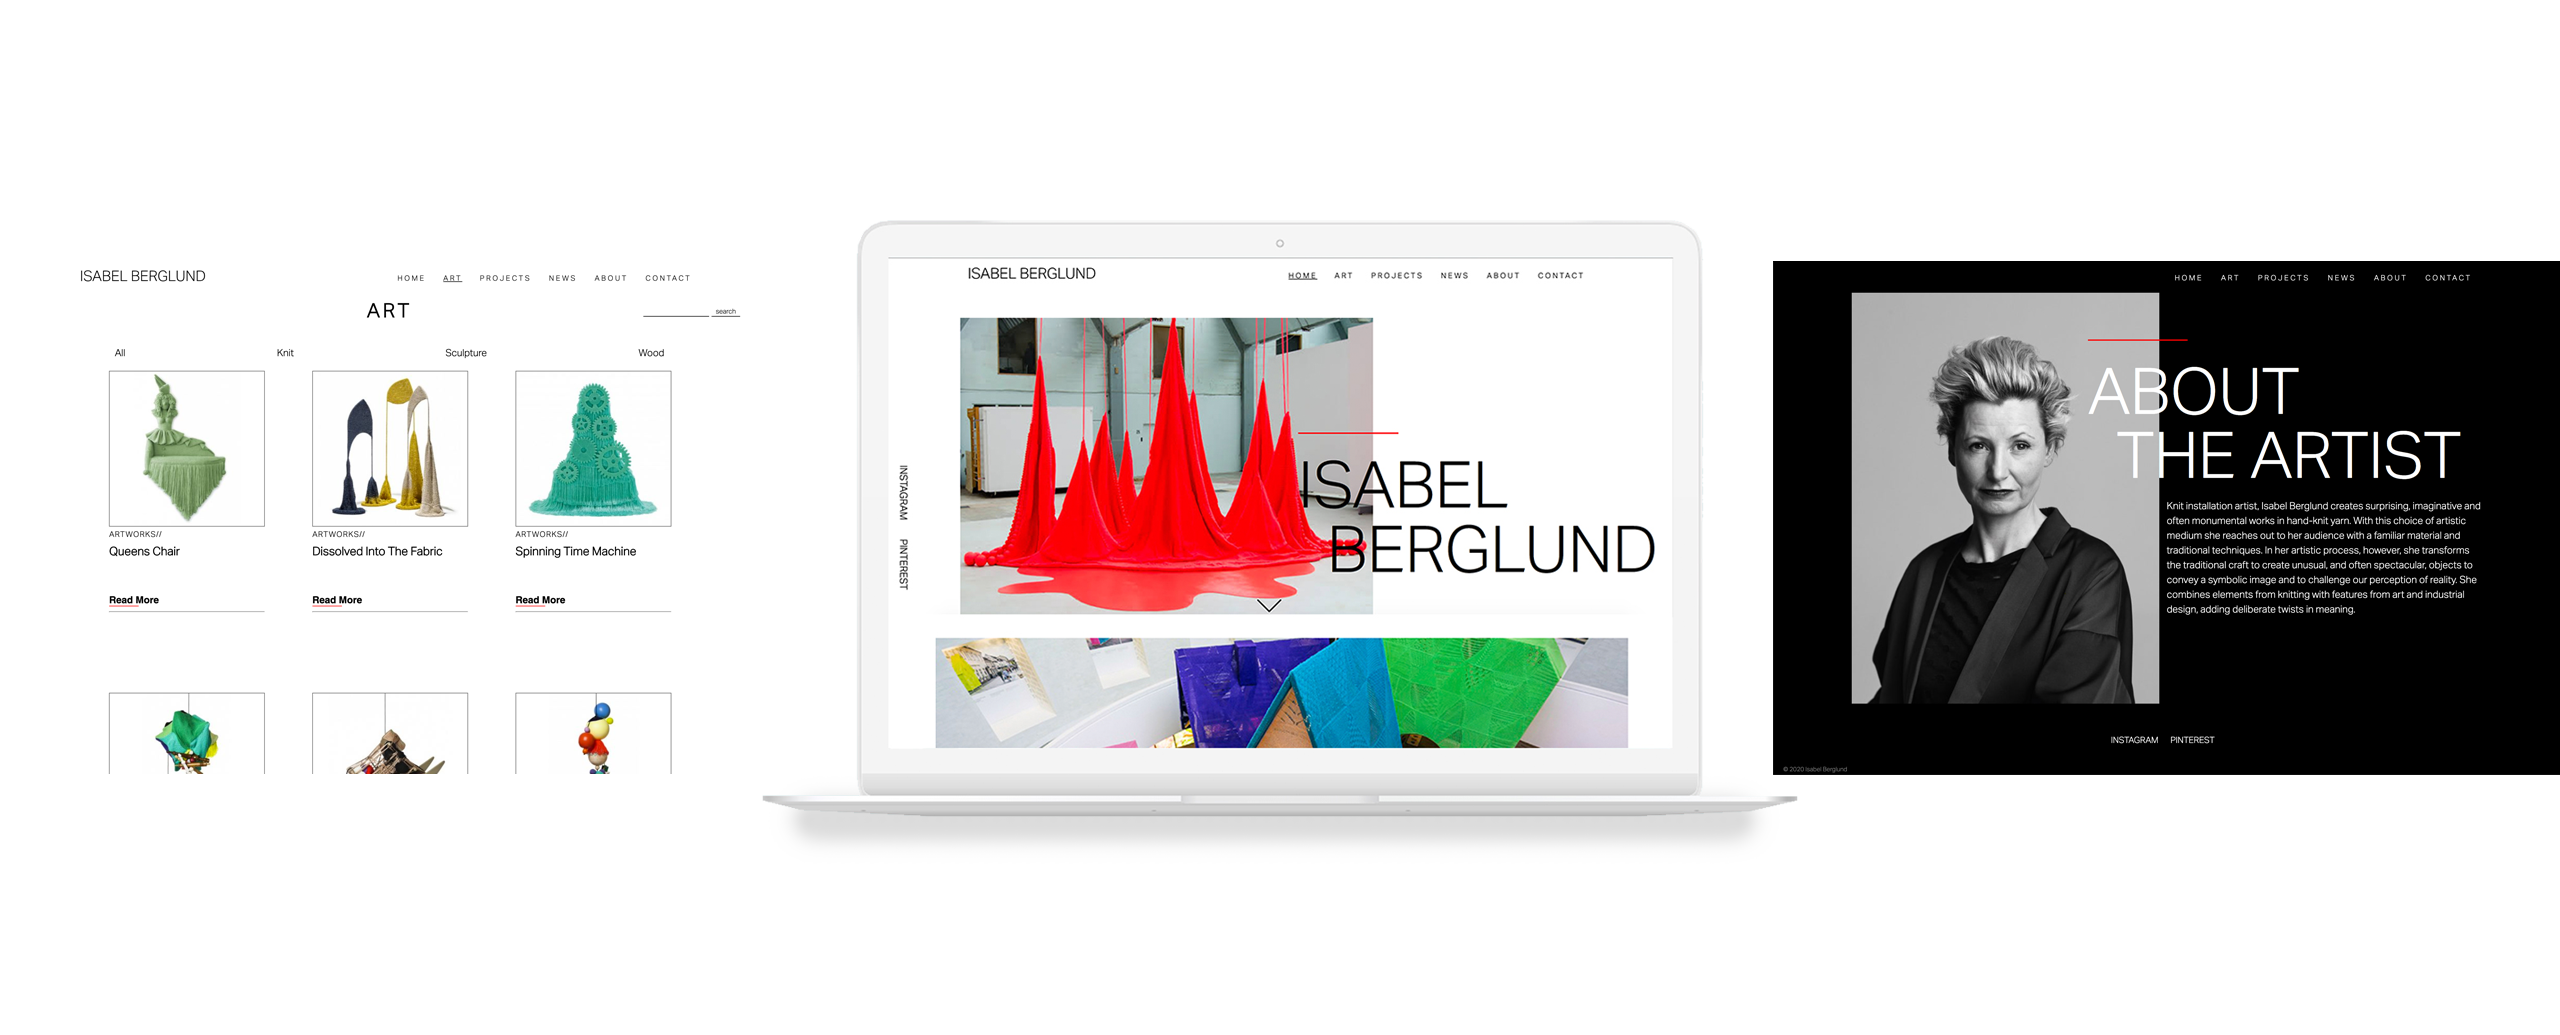 ISABEL BERGLUND
HOME ART PROJECTS NEWS ABOUT CONTACT
ART
search
All Knit Sculpture Wood
ARTWORKS//
Queens Chair
Read More
ARTWORKS//
Dissolved Into The Fabric
Read More
ARTWORKS//
Spinning Time Machine
Read More
ISABEL BERGLUND
HOME ART PROJECTS NEWS ABOUT CONTACT
INSTAGRAM
PINTEREST
ISABEL
BERGLUND
HOME ART PROJECTS NEWS ABOUT CONTACT
ABOUT
THE ARTIST
Knit installation artist, Isabel Berglund creates surprising, imaginative and
often monumental works in hand-knit yarn. With this choice of artistic
medium she reaches out to her audience with a familiar material and
traditional techniques. In her artistic process, however, she transforms
the traditional craft to create unusual, and often spectacular, objects to
convey a symbolic image and to challenge our perception of reality. She
combines elements from knitting with features from art and industrial
design, adding deliberate twists in meaning.
INSTAGRAM PINTEREST
© 2020 Isabel Berglund